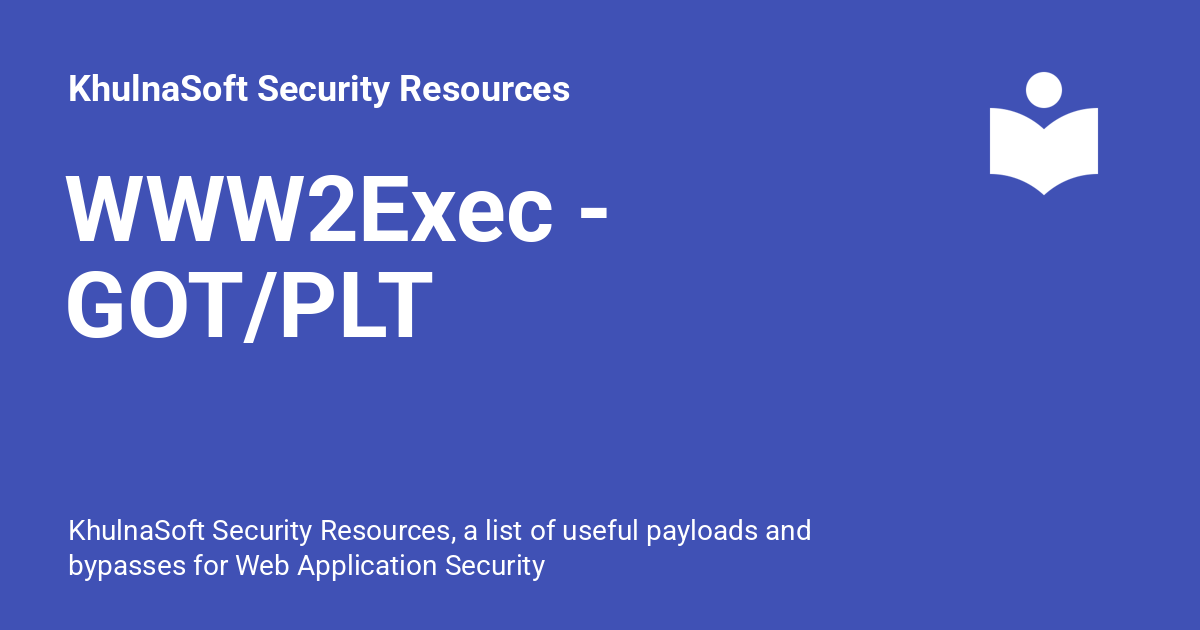 KhulnaSoft Security Resources
WWW2Exec -
GOT/PLT
KhulnaSoft Security Resources, a list of useful payloads and
bypasses for Web Application Security